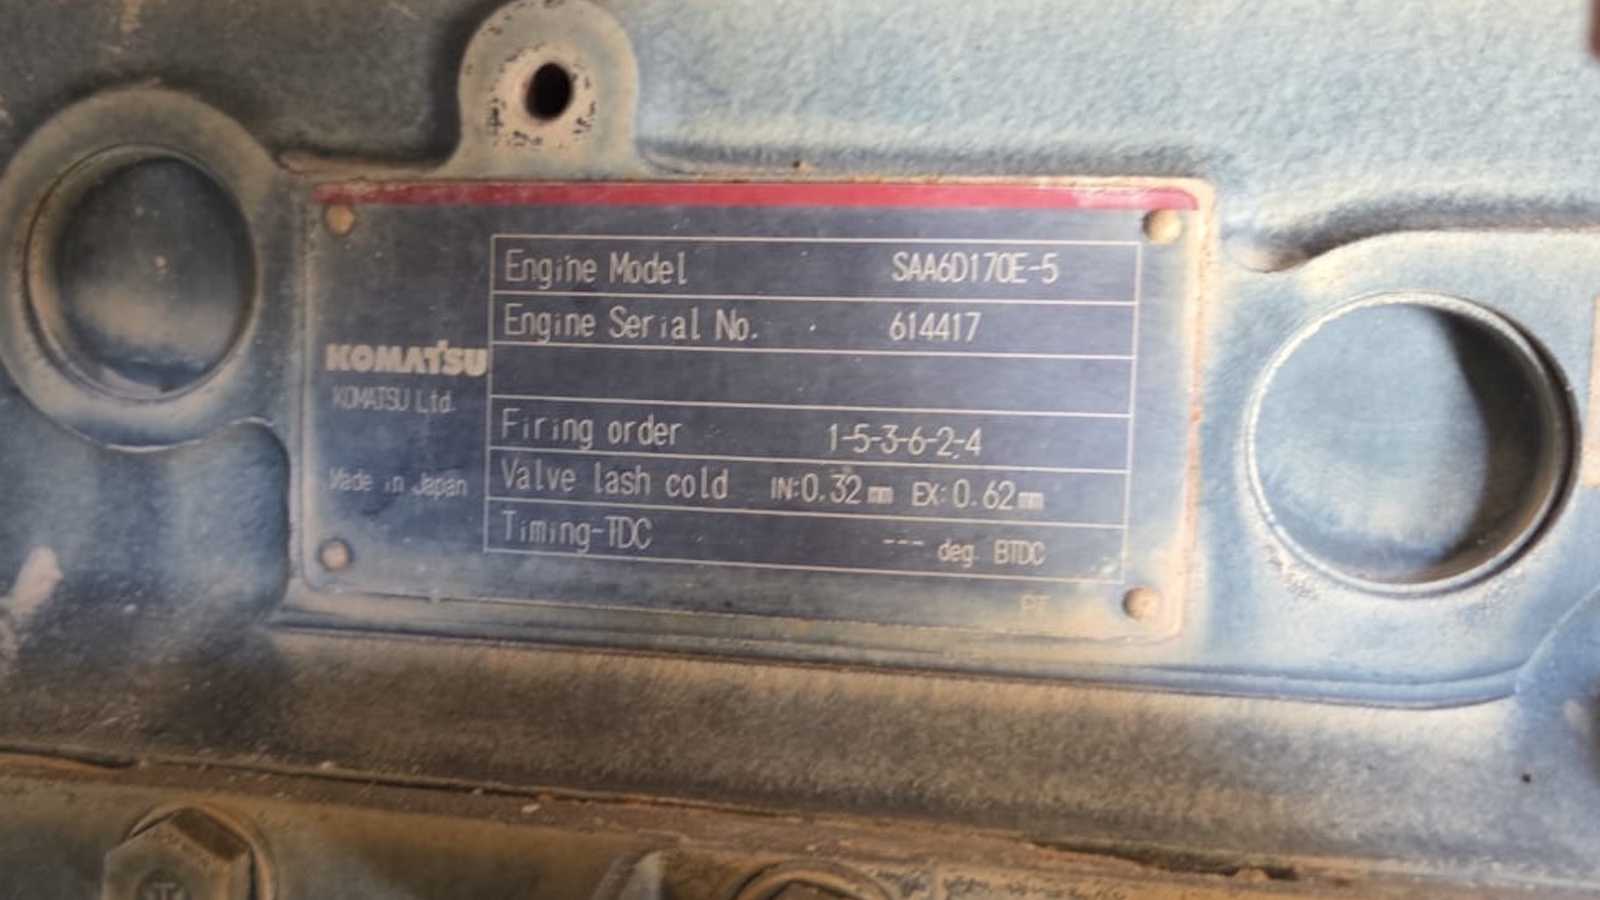 Engine Model SAA6D170E-5
Engine Serial No. 614417
KOMATSU
KOMATSU Ltd.
Firing order 1-5-3-6-2-4
Valve lash cold IN:0.32mm EX:0.62mm
Made in Japan
Timing-TDC --- deg. BTDC